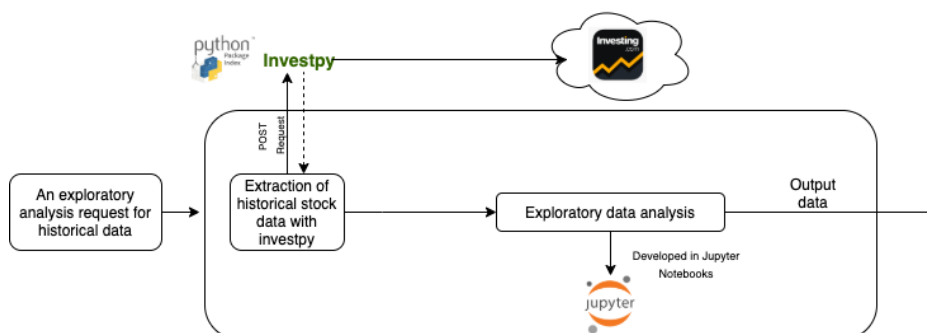 python™
Package
Index
Investpy
Investing
.com
POST
Request
An exploratory
analysis request for
historical data
Extraction of
historical stock
data with
investpy
Exploratory data analysis
Output
data
Developed in Jupyter
Notebooks
jupyter